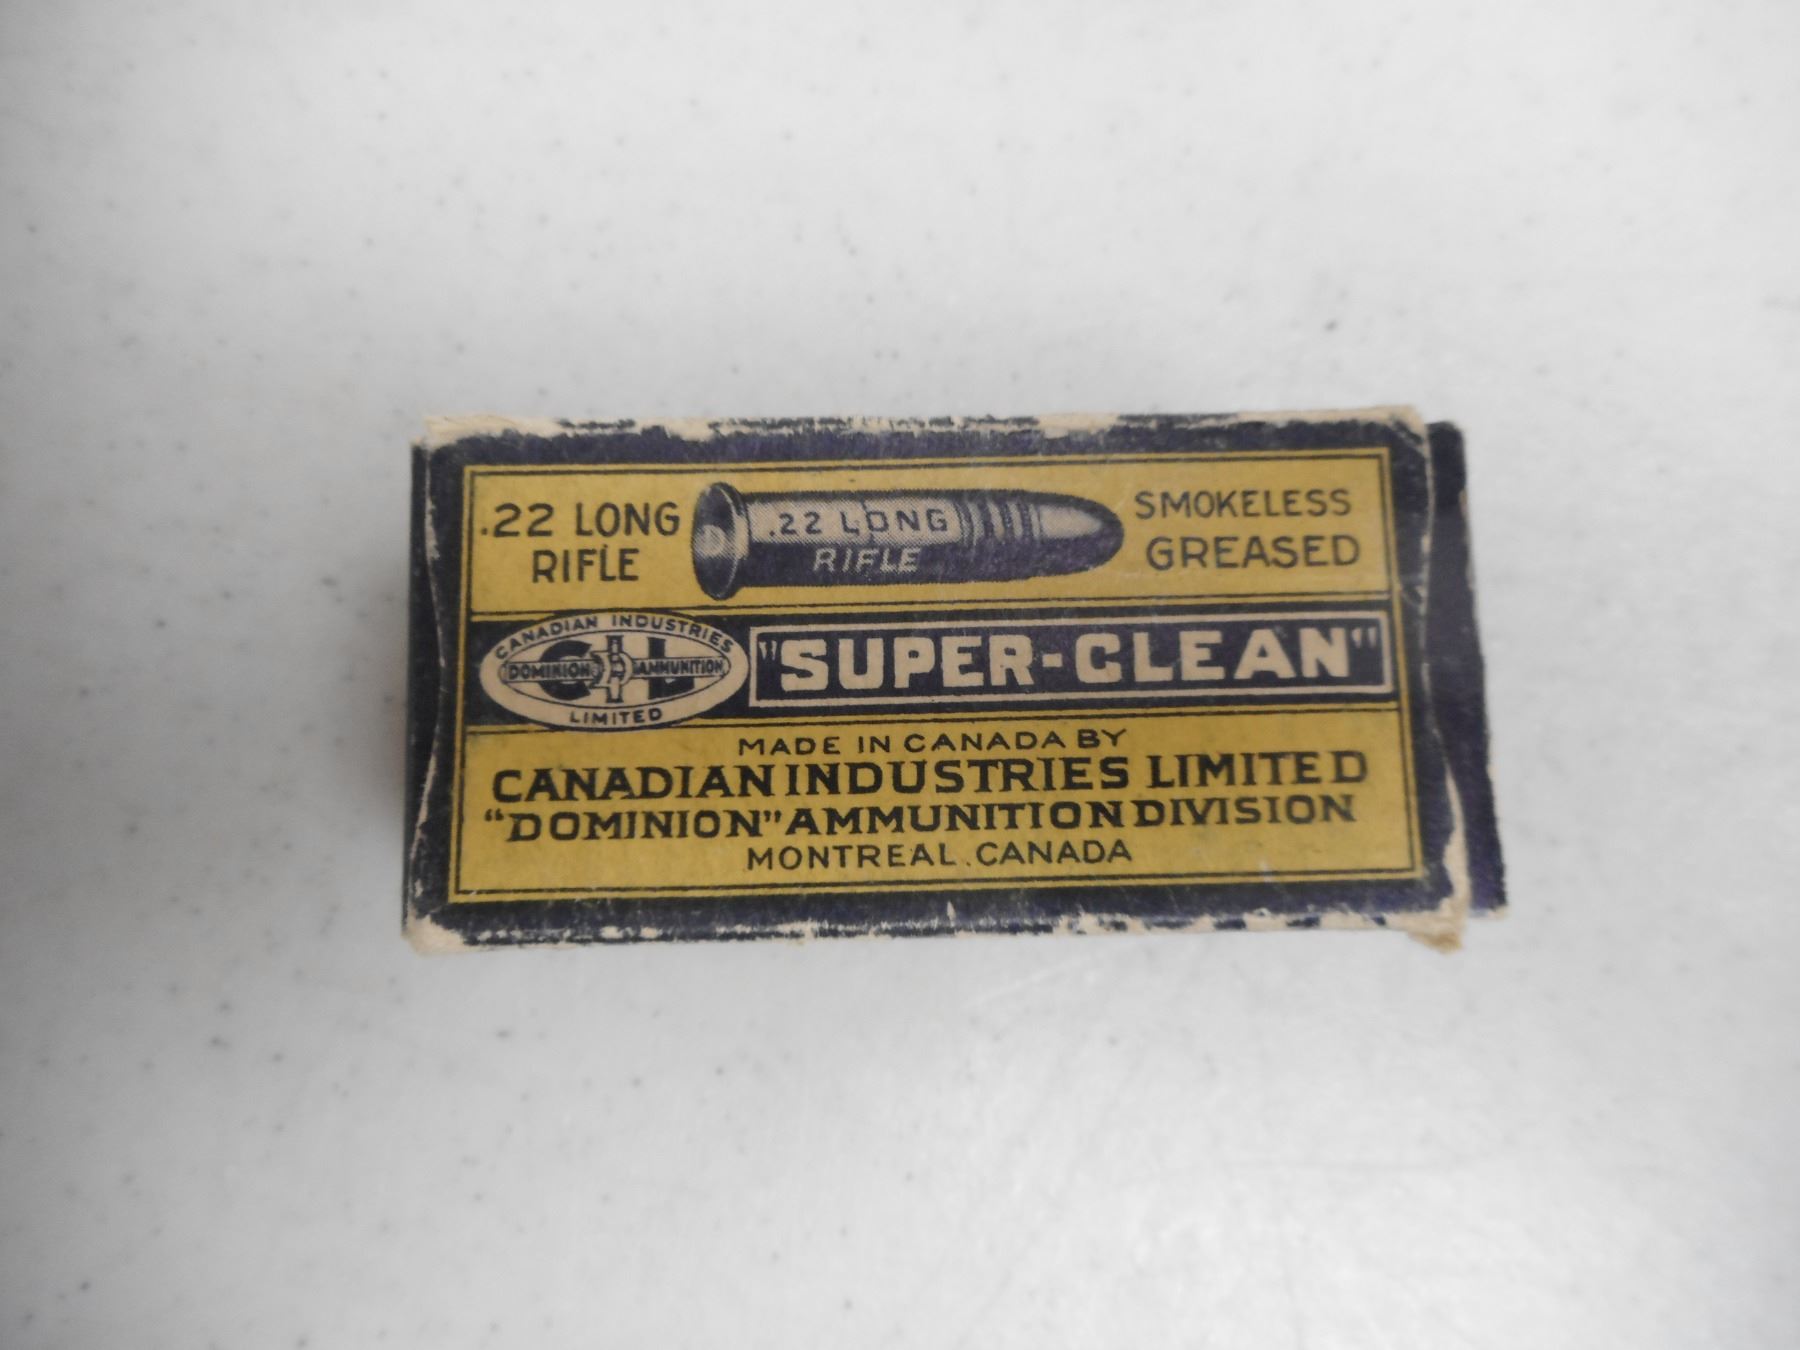 .22 LONG
RIFLE
.22 LONG
RIFLE
SMOKELESS
GREASED
CANADIAN INDUSTRIES
DOMINION AMMUNITION
LIMITED
"SUPER-CLEAN"
MADE IN CANADA BY
CANADIAN INDUSTRIES LIMITED
"DOMINION" AMMUNITION DIVISION
MONTREAL, CANADA